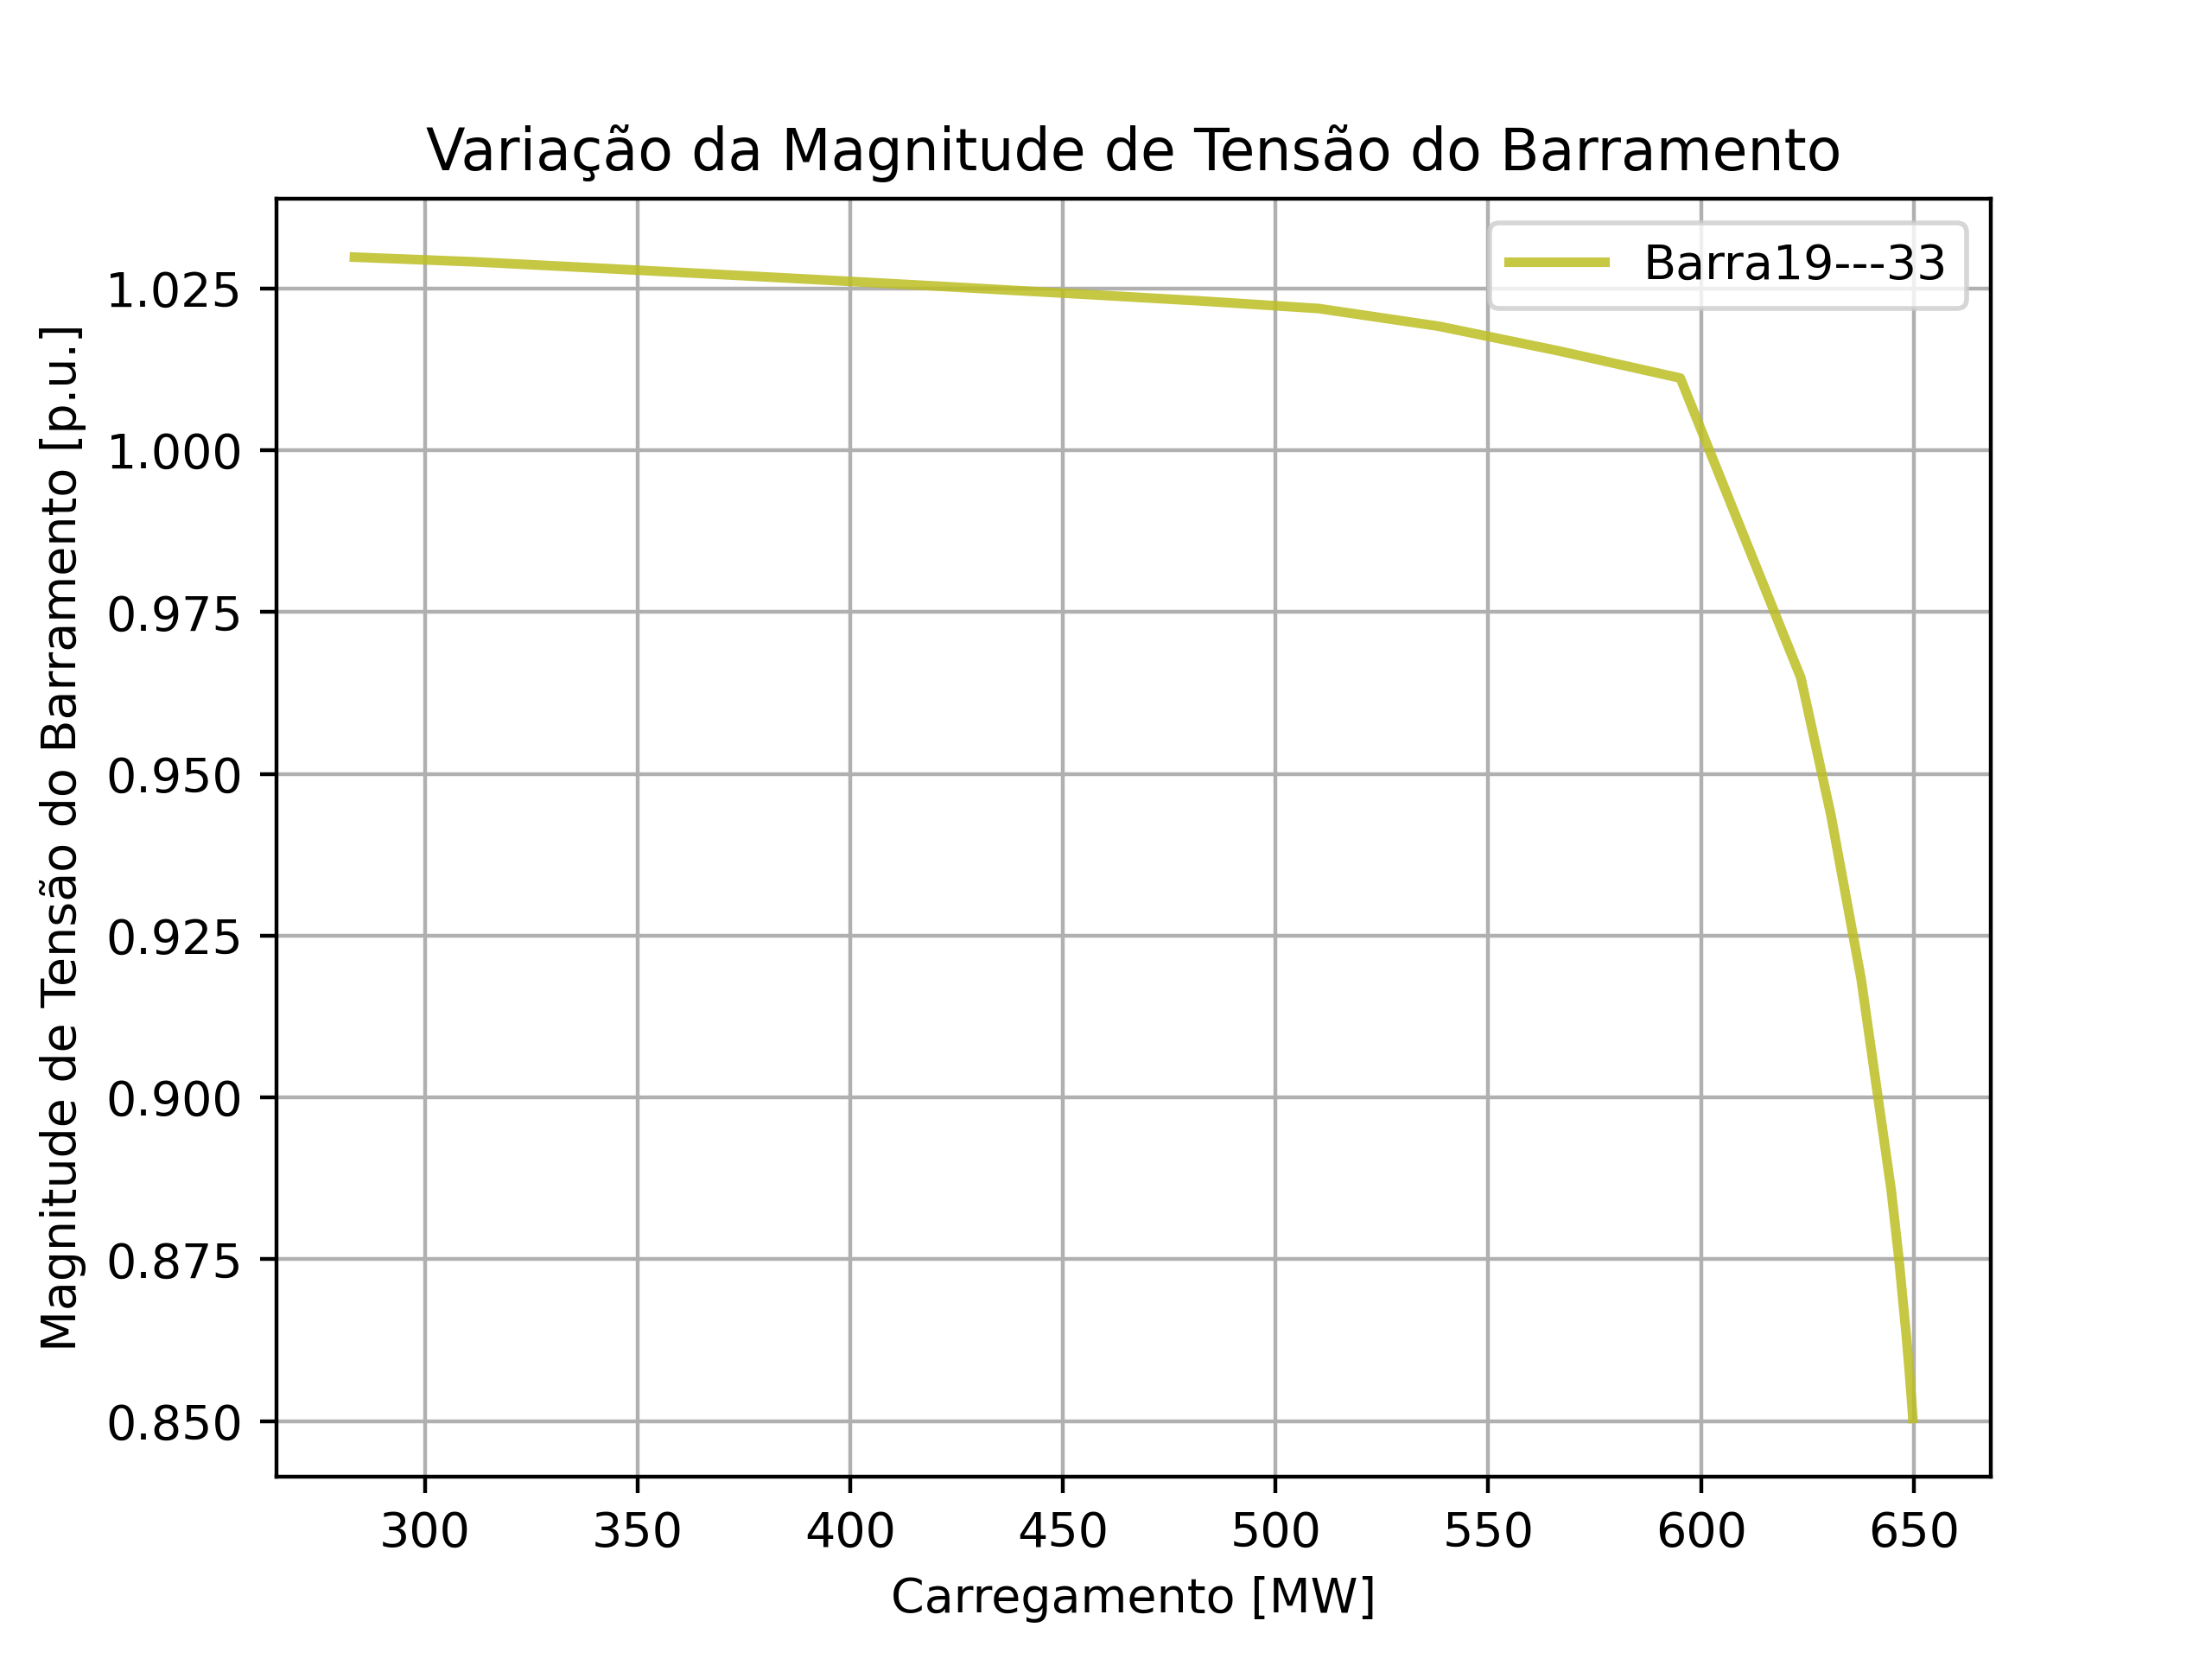 Variação da Magnitude de Tensão do Barramento
Barra19---33
Magnitude de Tensão do Barramento [p.u.]
1.025
1.000
0.975
0.950
0.925
0.900
0.875
0.850
300 350 400 450 500 550 600 650
Carregamento [MW]